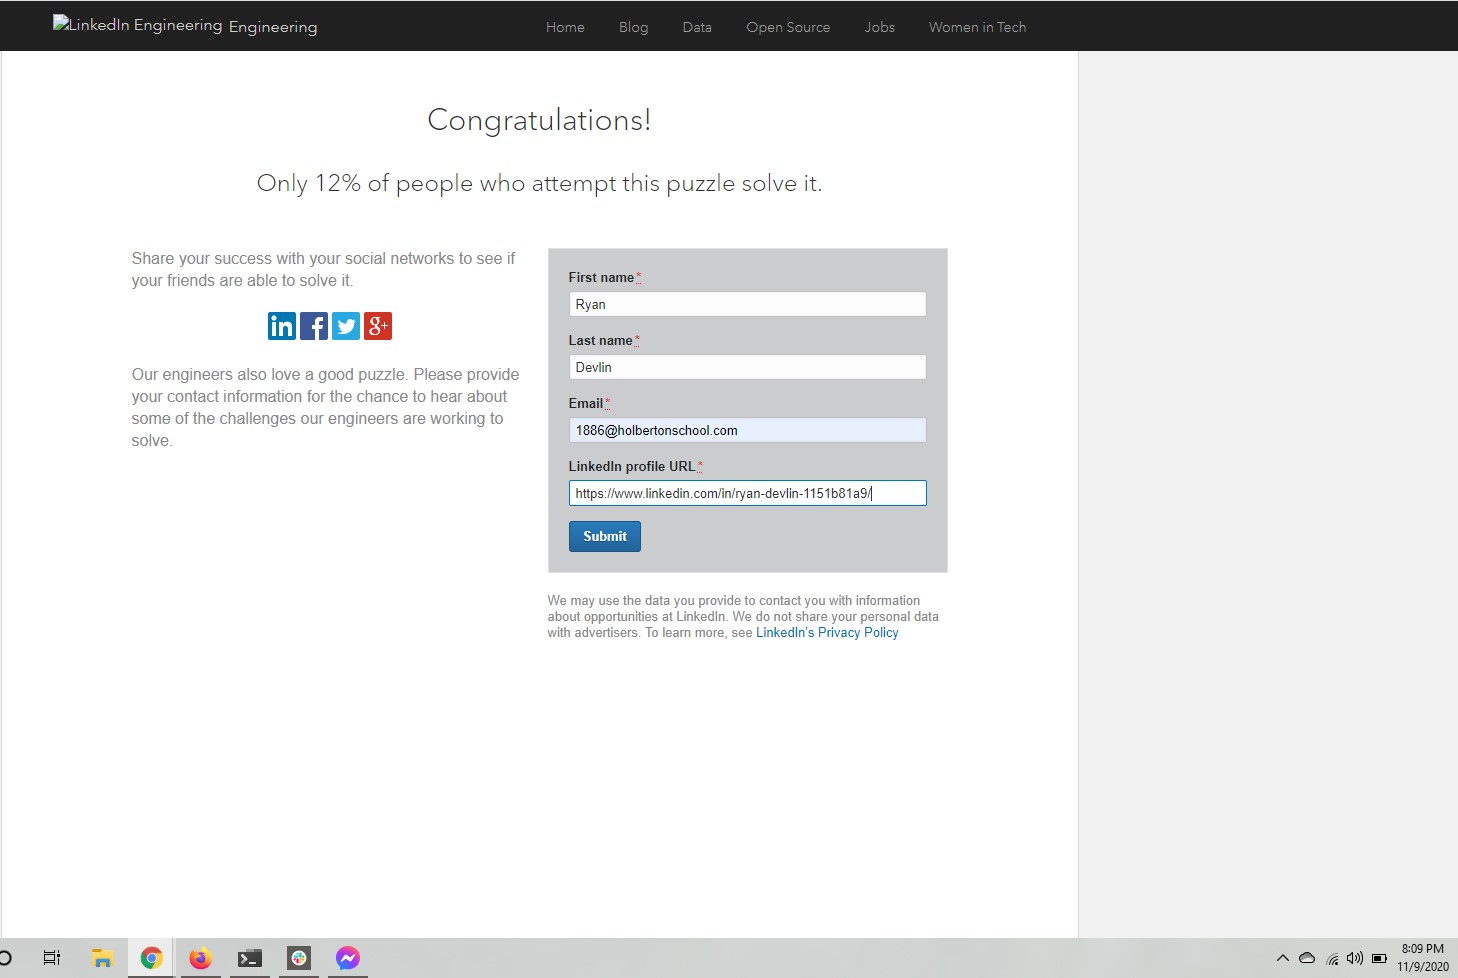 LinkedIn Engineering Engineering
Home Blog Data Open Source Jobs Women in Tech
Congratulations!
Only 12% of people who attempt this puzzle solve it.
Share your success with your social networks to see if
your friends are able to solve it.
in f g+
Our engineers also love a good puzzle. Please provide
your contact information for the chance to hear about
some of the challenges our engineers are working to
solve.
First name*
Ryan
Last name*
Devlin
Email*
1886@holbertonschool.com
LinkedIn profile URL*
https://www.linkedin.com/in/ryan-devlin-1151b81a9/
Submit
We may use the data you provide to contact you with information
about opportunities at LinkedIn. We do not share your personal data
with advertisers. To learn more, see LinkedIn's Privacy Policy
8:09 PM
11/9/2020